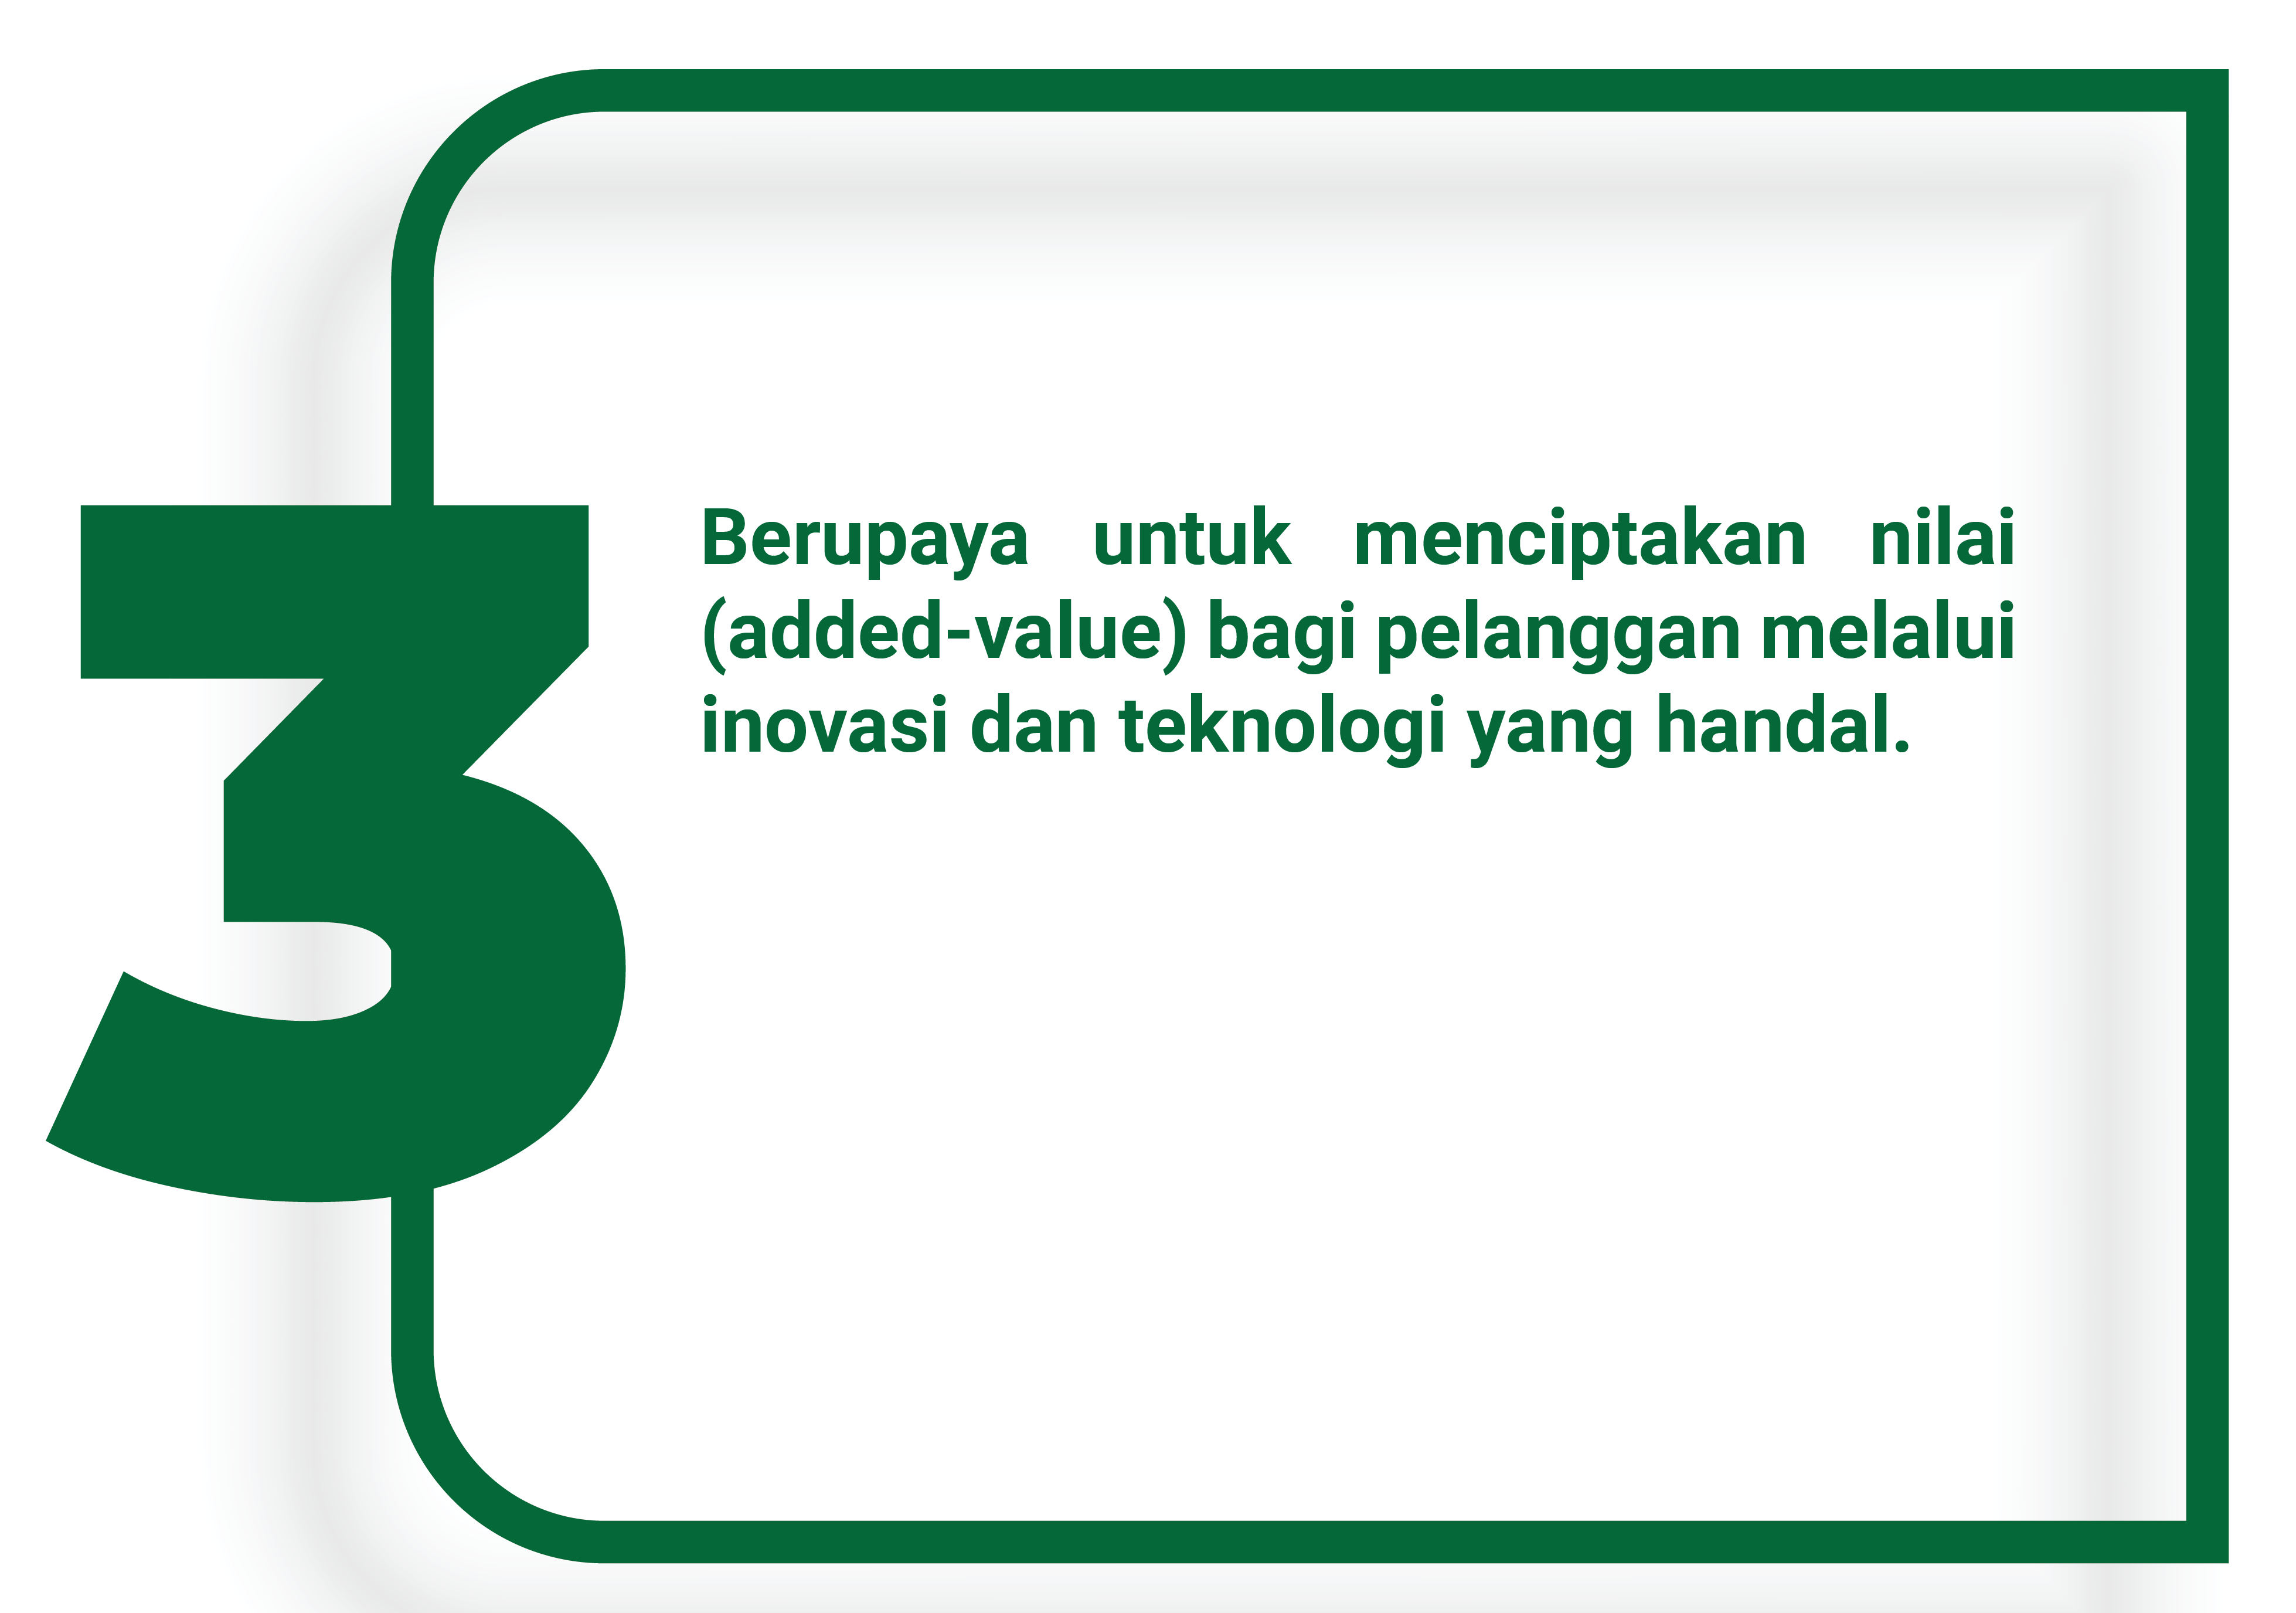 3
Berupaya untuk menciptakan nilai
(added-value) bagi pelanggan melalui
inovasi dan teknologi yang handal.